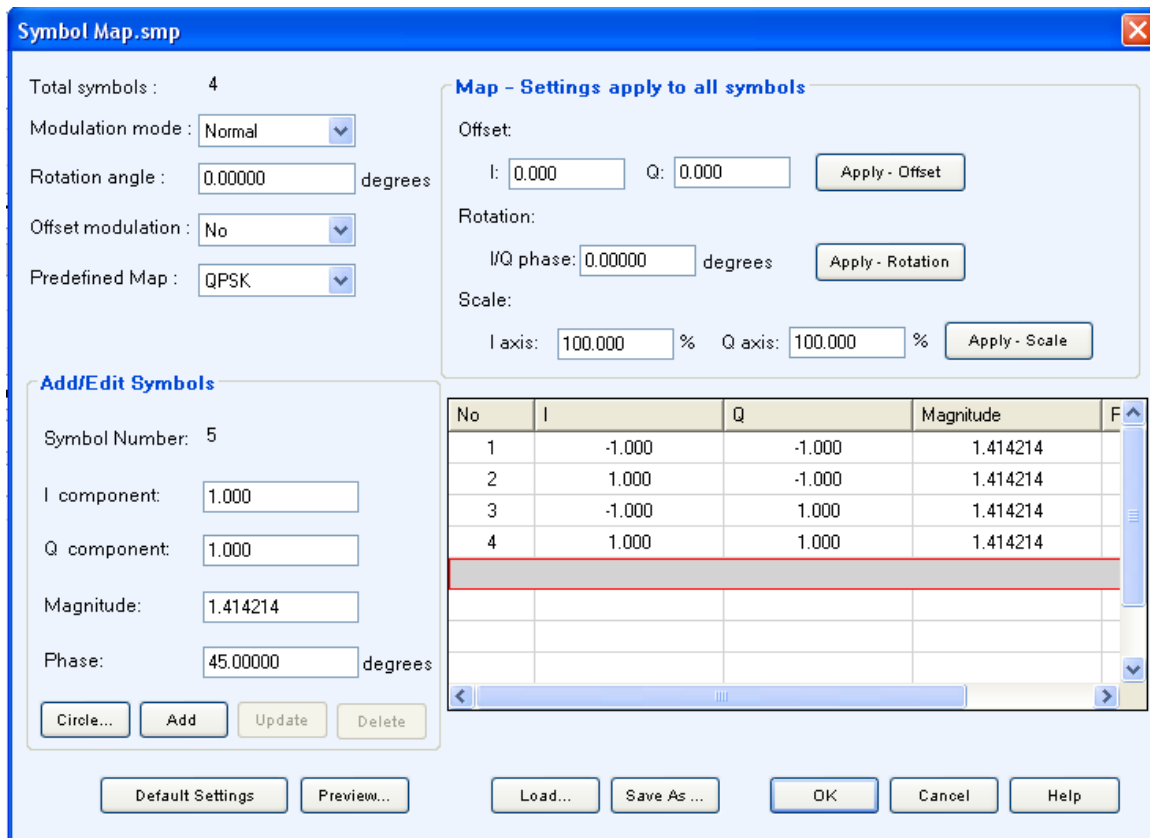 Symbol Map.smp
Total symbols : 4
Modulation mode : Normal
Rotation angle : 0.00000 degrees
Offset modulation : No
Predefined Map : QPSK
Map - Settings apply to all symbols
Offset:
I: 0.000 Q: 0.000 Apply - Offset
Rotation:
I/Q phase: 0.00000 degrees Apply - Rotation
Scale:
I axis: 100.000 % Q axis: 100.000 % Apply - Scale
Add/Edit Symbols
Symbol Number: 5
I component: 1.000
Q component: 1.000
Magnitude: 1.414214
Phase: 45.00000 degrees
Circle... Add Update Delete
No I Q Magnitude F
1 -1.000 -1.000 1.414214
2 1.000 -1.000 1.414214
3 -1.000 1.000 1.414214
4 1.000 1.000 1.414214
Default Settings Preview... Load... Save As ... OK Cancel Help